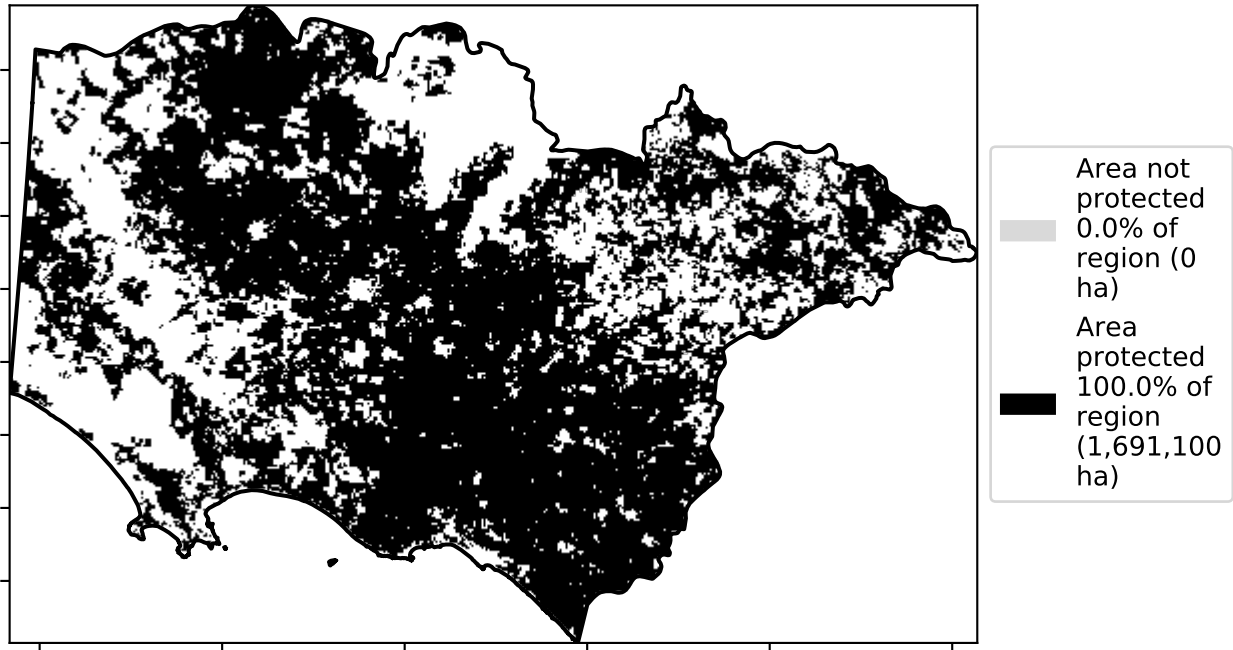 Area not
protected
0.0% of
region (0
ha)
Area
protected
100.0% of
region
(1,691,100
ha)